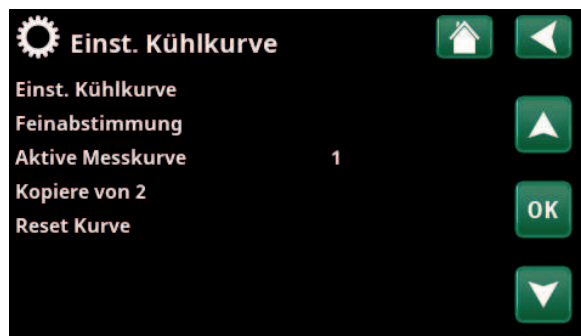 Einst. Kühlkurve
Einst. Kühlkurve
Feinabstimmung
Aktive Messkurve 1
Kopiere von 2
OK
Reset Kurve